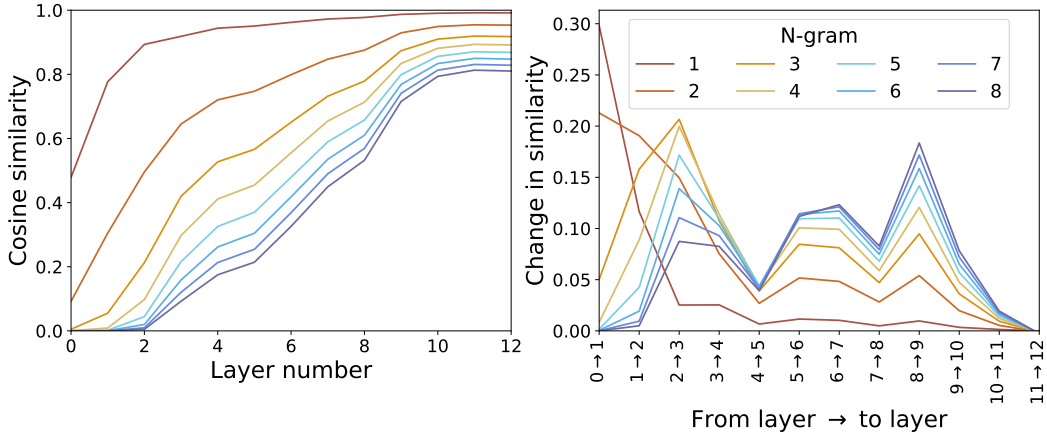 Cosine similarity
1.0
0.8
0.6
0.4
0.2
0.0
0 2 4 6 8 10 12
Layer number
Change in similarity
0.30
0.25
0.20
0.15
0.10
0.05
0.00
N-gram
1 3 5 7
2 4 6 8
0→1 1→2 2→3 3→4 4→5 5→6 6→7 7→8 8→9 9→10 10→11 11→12
From layer → to layer